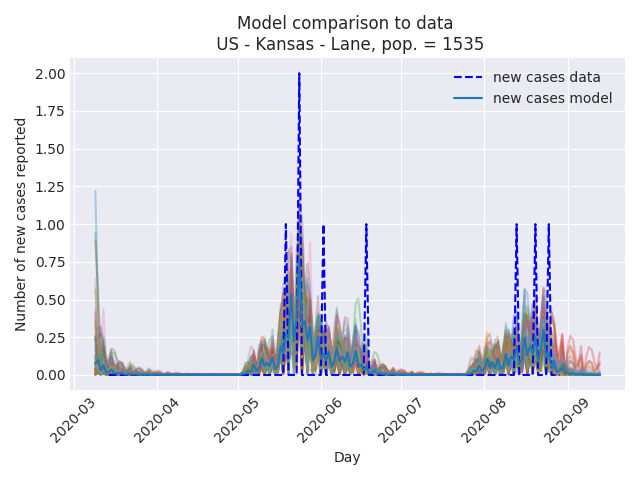 Model comparison to data
US - Kansas - Lane, pop. = 1535
new cases data
new cases model
Number of new cases reported
2.00
1.75
1.50
1.25
1.00
0.75
0.50
0.25
0.00
2020-03
2020-04
2020-05
2020-06
2020-07
2020-08
2020-09
Day